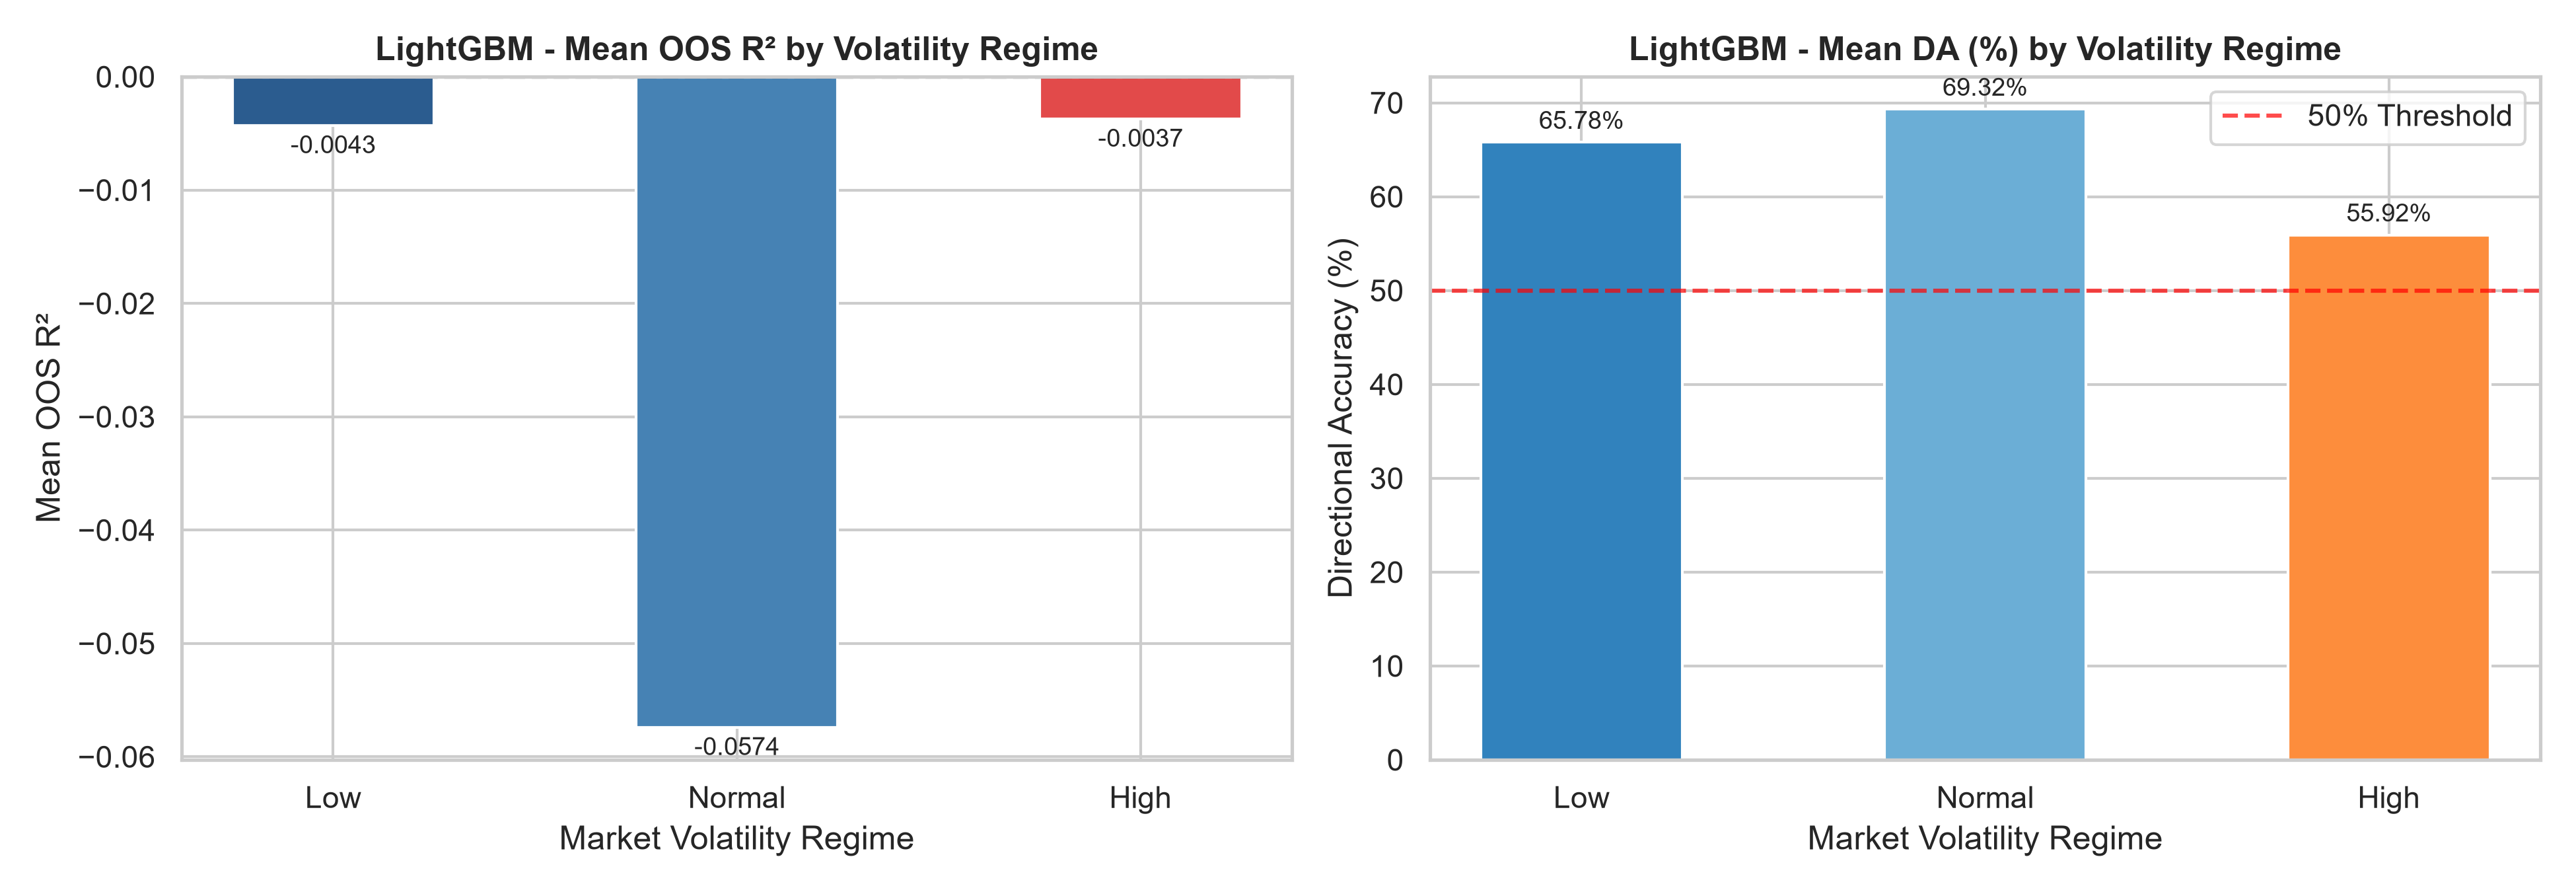 LightGBM - Mean OOS R² by Volatility Regime
0.00
−0.01
−0.02
−0.03
−0.04
−0.05
−0.06
Mean OOS R²
-0.0043
-0.0574
-0.0037
Low
Normal
High
Market Volatility Regime
LightGBM - Mean DA (%) by Volatility Regime
70
60
50
40
30
20
10
0
Directional Accuracy (%)
65.78%
69.32%
55.92%
50% Threshold
Low
Normal
High
Market Volatility Regime